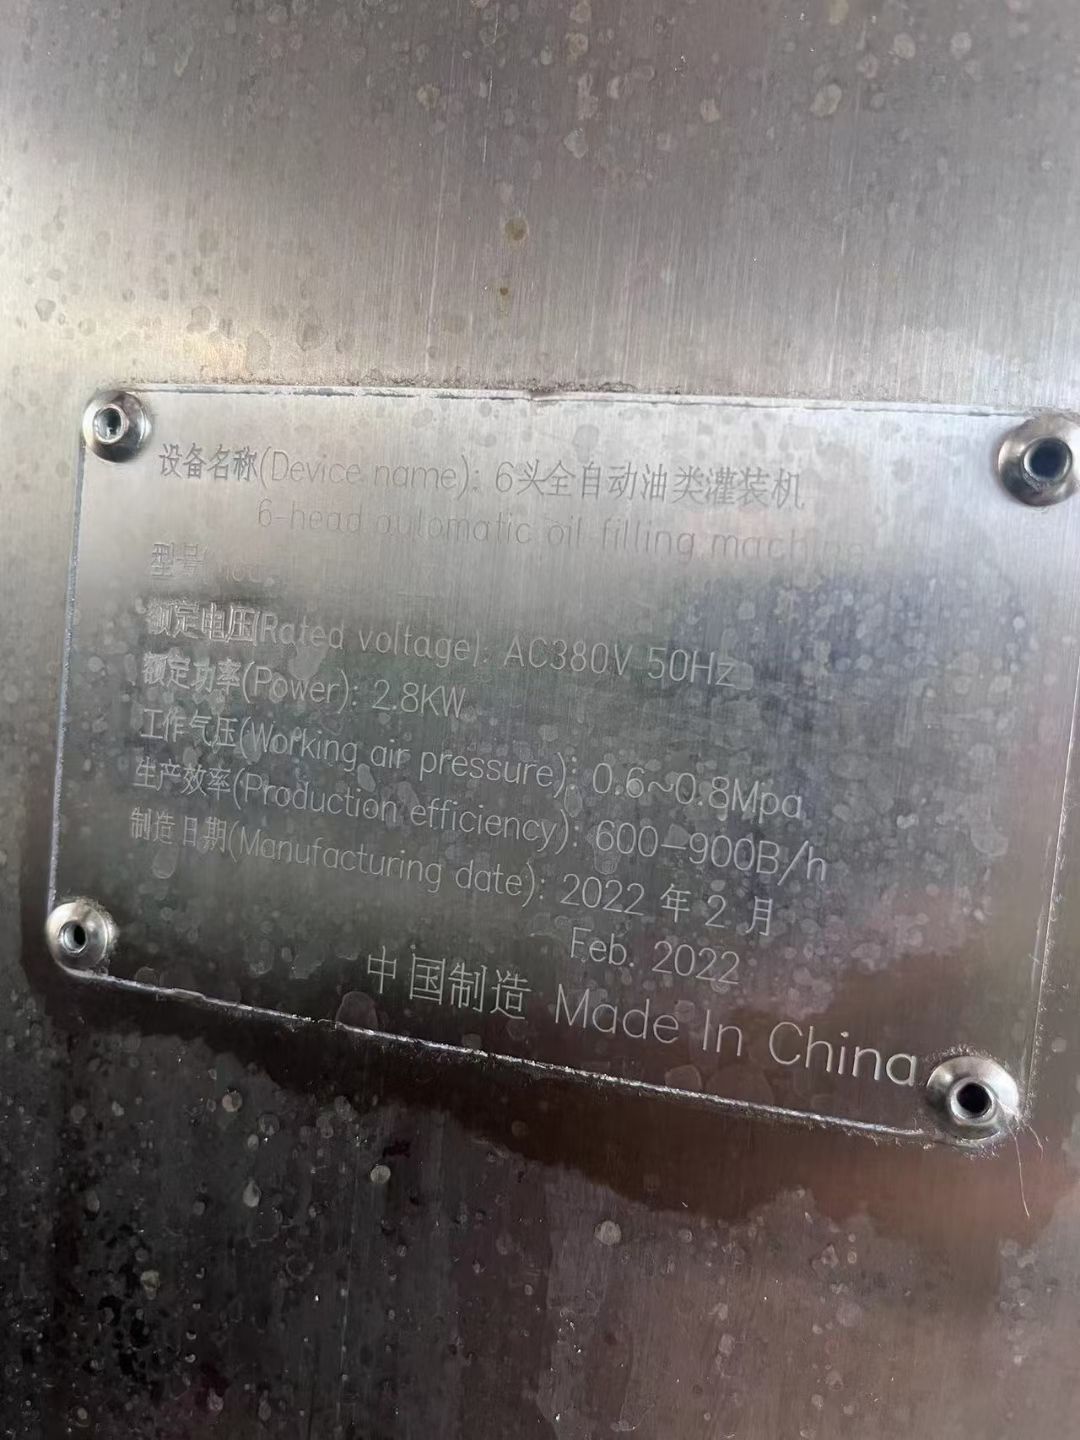 设备名称(Device name): 6头全自动油类灌装机
6-head automatic oil filling machine
型号
额定电压(Rated voltage): AC380V 50Hz
额定功率(Power): 2.8KW
工作气压(Working air pressure): 0.6~0.8Mpa
生产效率(Production efficiency): 600-900B/h
制造日期(Manufacturing date): 2022 年 2 月
Feb. 2022
中国制造 Made In China